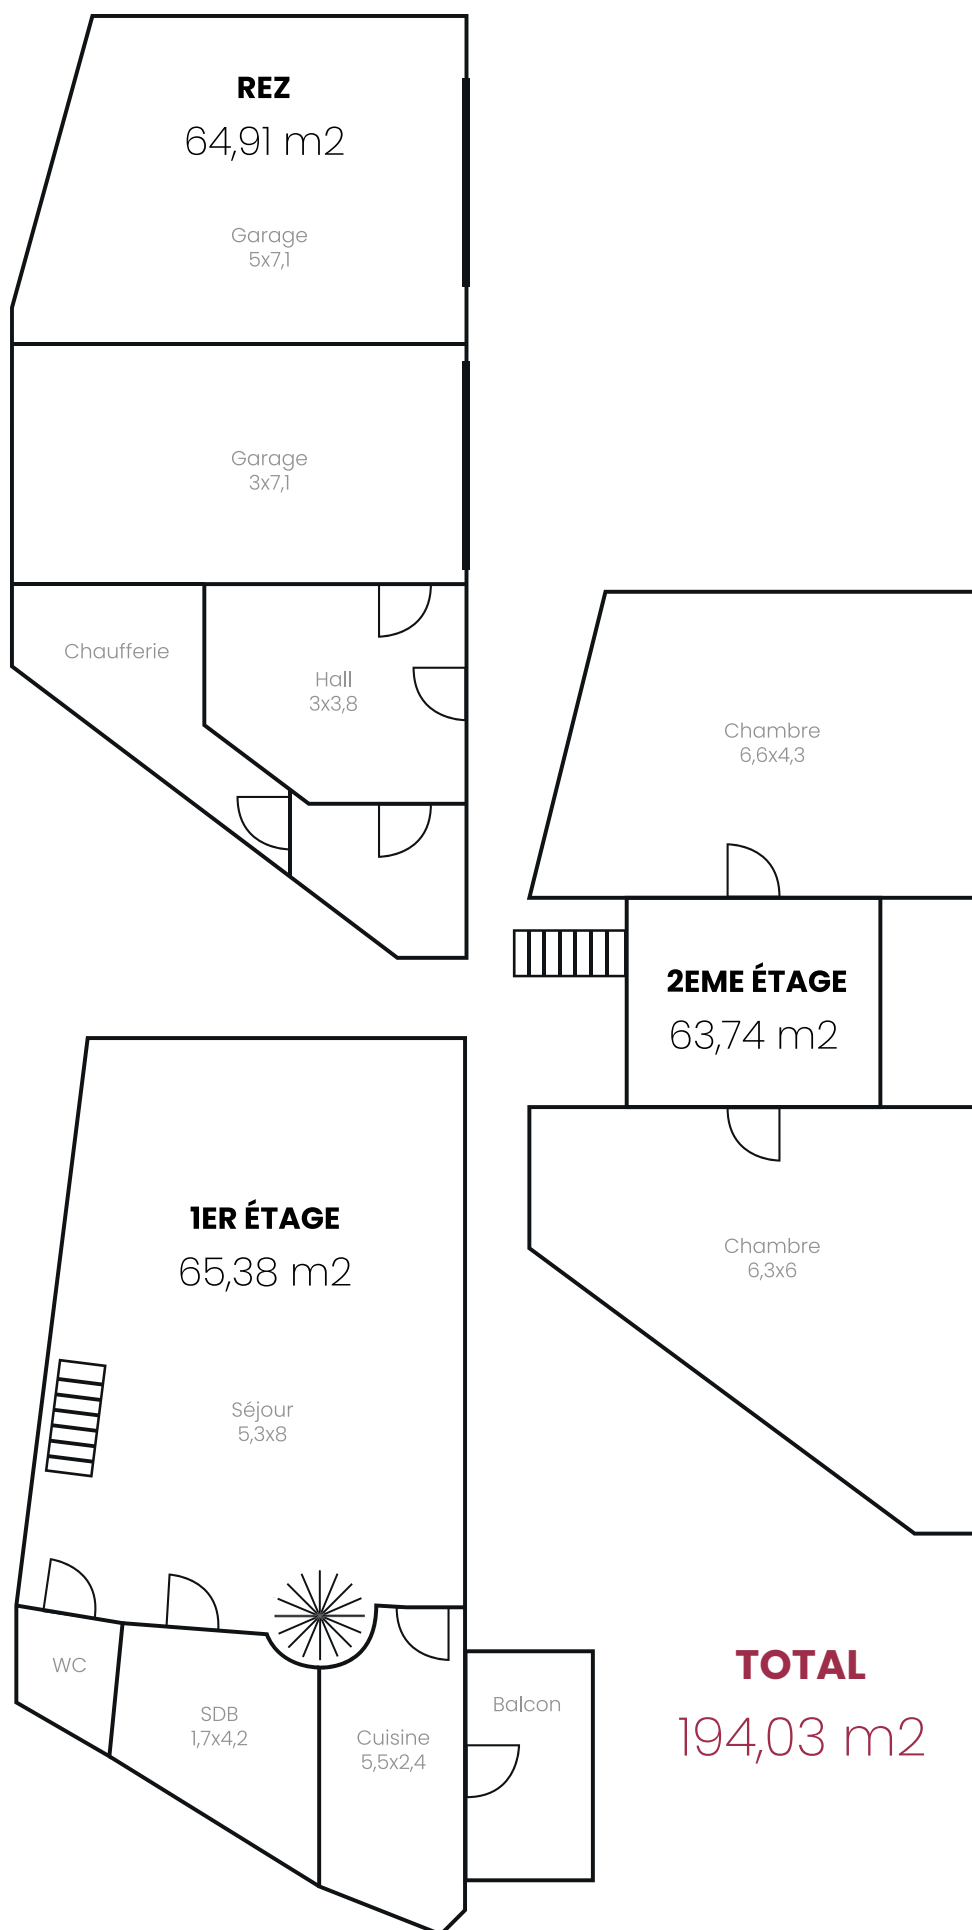 REZ
64,91 m2
Garage
5x7,1
Garage
3x7,1
Chaufferie
Hall
3x3,8
Chambre
6,6x4,3
2EME ÉTAGE
63,74 m2
Chambre
6,3x6
1ER ÉTAGE
65,38 m2
Séjour
5,3x8
WC
SDB
1,7x4,2
Cuisine
5,5x2,4
Balcon
TOTAL
194,03 m2